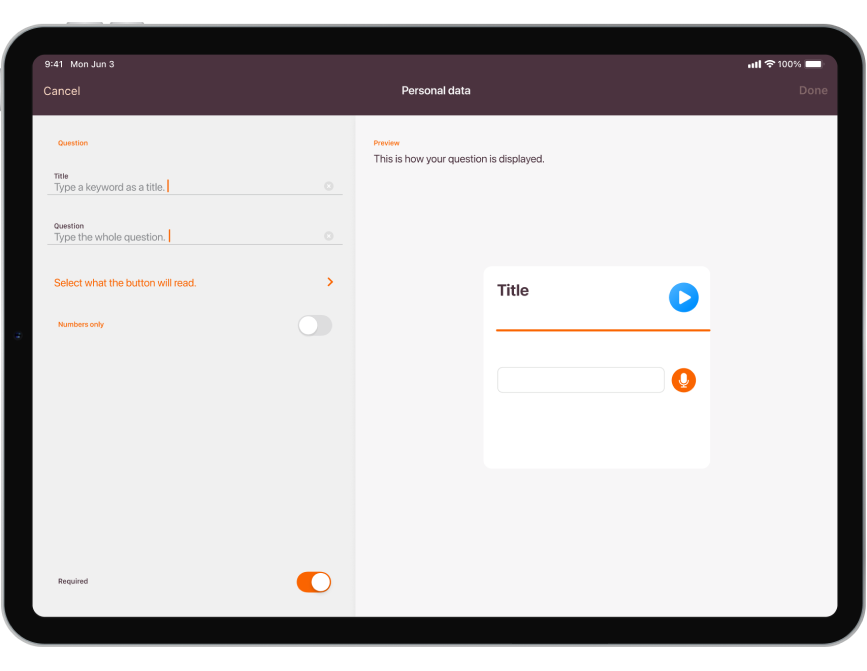 9:41 Mon Jun 3
100%
Cancel
Personal data
Done
Question
Title
Type a keyword as a title.
Question
Type the whole question.
Select what the button will read.
Numbers only
Required
Preview
This is how your question is displayed.
Title